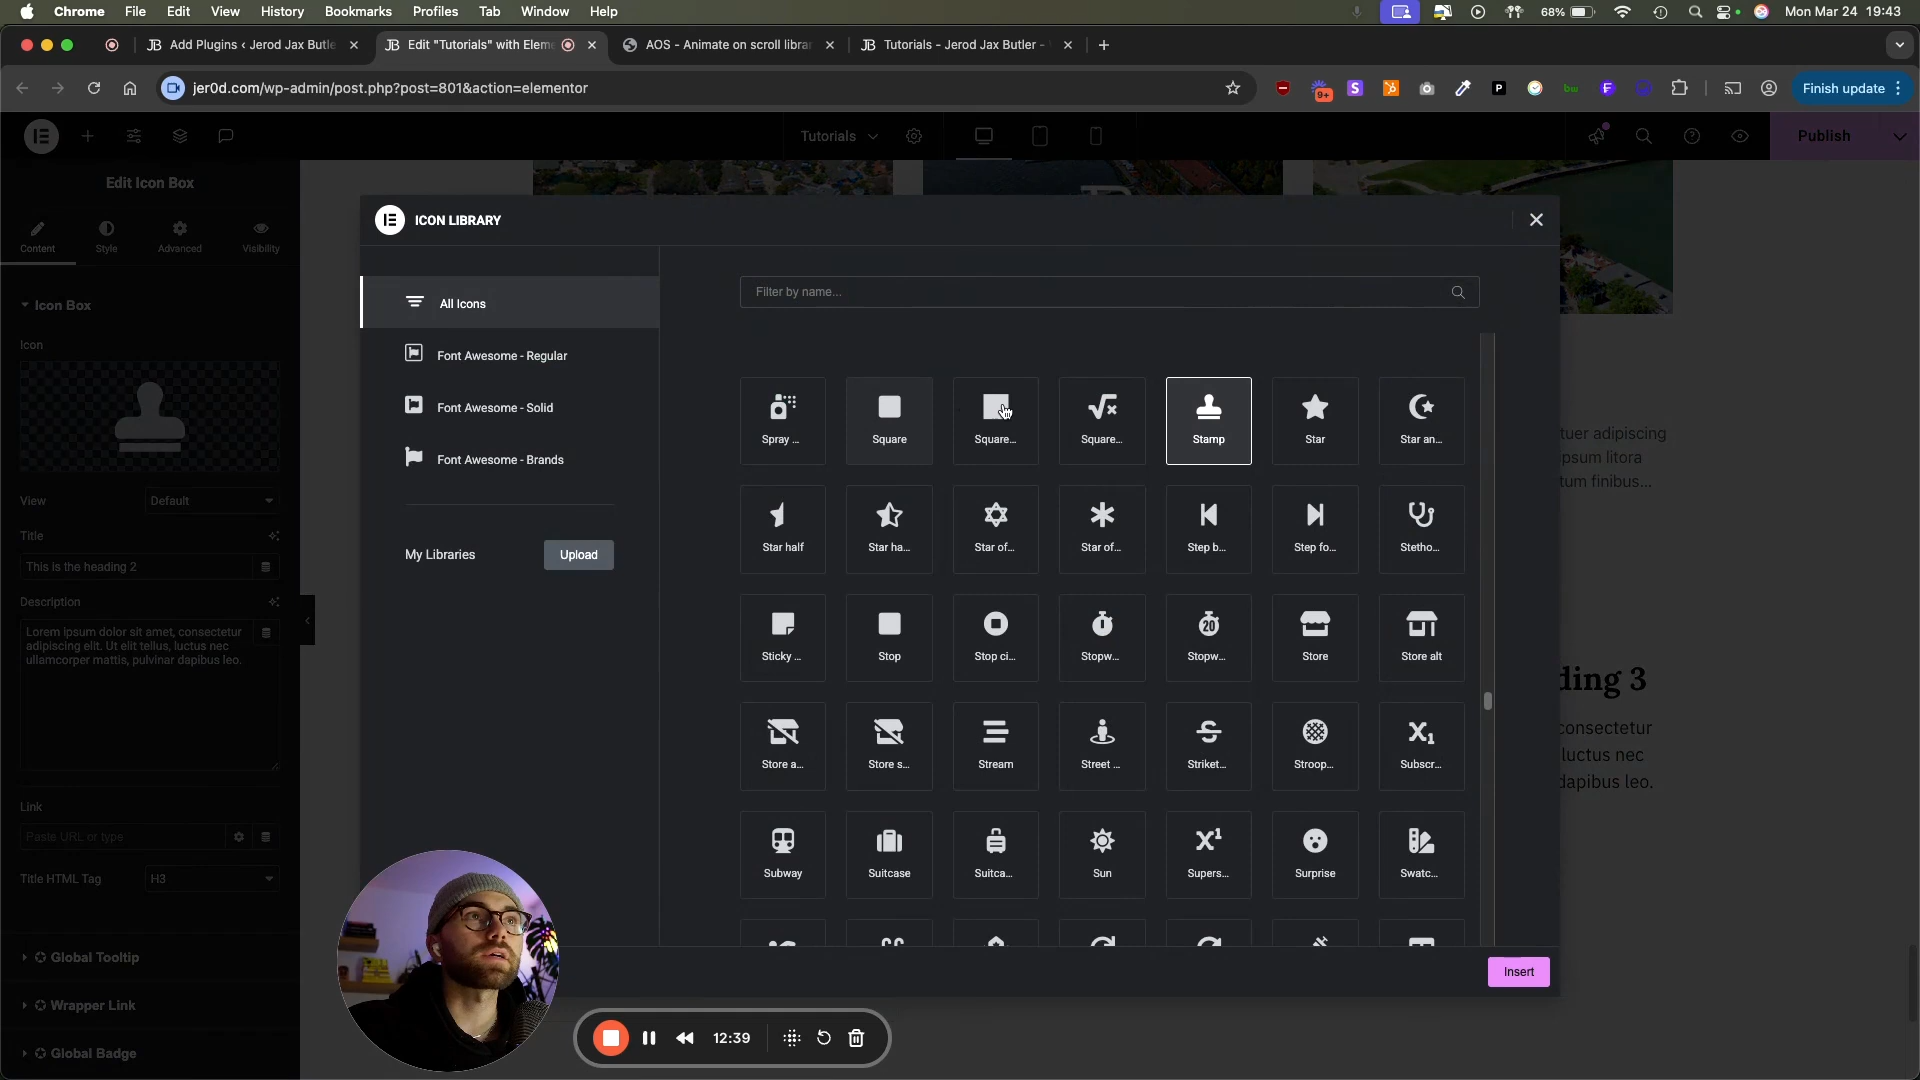 Chrome File Edit View History Bookmarks Profiles Tab Window Help
68% Mon Mar 24 19:43
Add Plugins ‹ Jerod Jax Butle
Edit "Tutorials" with Eleme
AOS - Animate on scroll libra
Tutorials - Jerod Jax Butler -
jer0d.com/wp-admin/post.php?post=801&action=elementor
9+
Finish update
Tutorials
Publish
Edit Icon Box
Content Style Advanced Visibility
Icon Box
Icon
View Default
Title
This is the heading 2
Description
Lorem ipsum dolor sit amet, consectetur
adipiscing elit. Ut elit tellus, luctus nec
ullamcorper mattis, pulvinar dapibus leo.
Link
Paste URL or type
Title HTML Tag H3
Global Tooltip
Wrapper Link
Global Badge
ICON LIBRARY
All Icons
Font Awesome - Regular
Font Awesome - Solid
Font Awesome - Brands
My Libraries Upload
Filter by name...
Spray ... Square Square... Square... Stamp Star Star an...
Star half Star ha... Star of... Star of... Step b... Step fo... Stetho...
Sticky ... Stop Stop ci... Stopw... Stopw... Store Store alt
20
Store a... Store s... Stream Street ... Striket... Stroop... Subscr...
Subway Suitcase Suitca... Sun Supers... Surprise Swatc...
Insert
tuer adipiscing
psum litora
tum finibus...
ding 3
consectetur
luctus nec
dapibus leo.
12:39